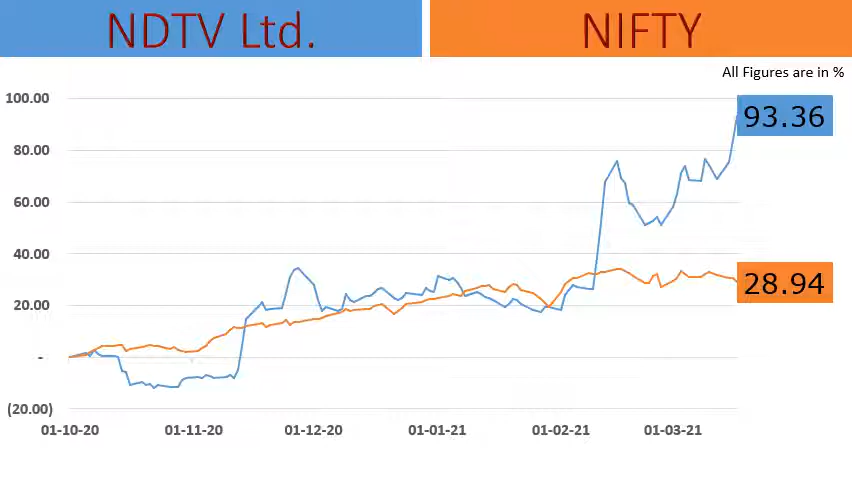 NDTV Ltd.
NIFTY
All Figures are in %
100.00
93.36
80.00
60.00
40.00
28.94
20.00
-
(20.00)
01-10-20 01-11-20 01-12-20 01-01-21 01-02-21 01-03-21